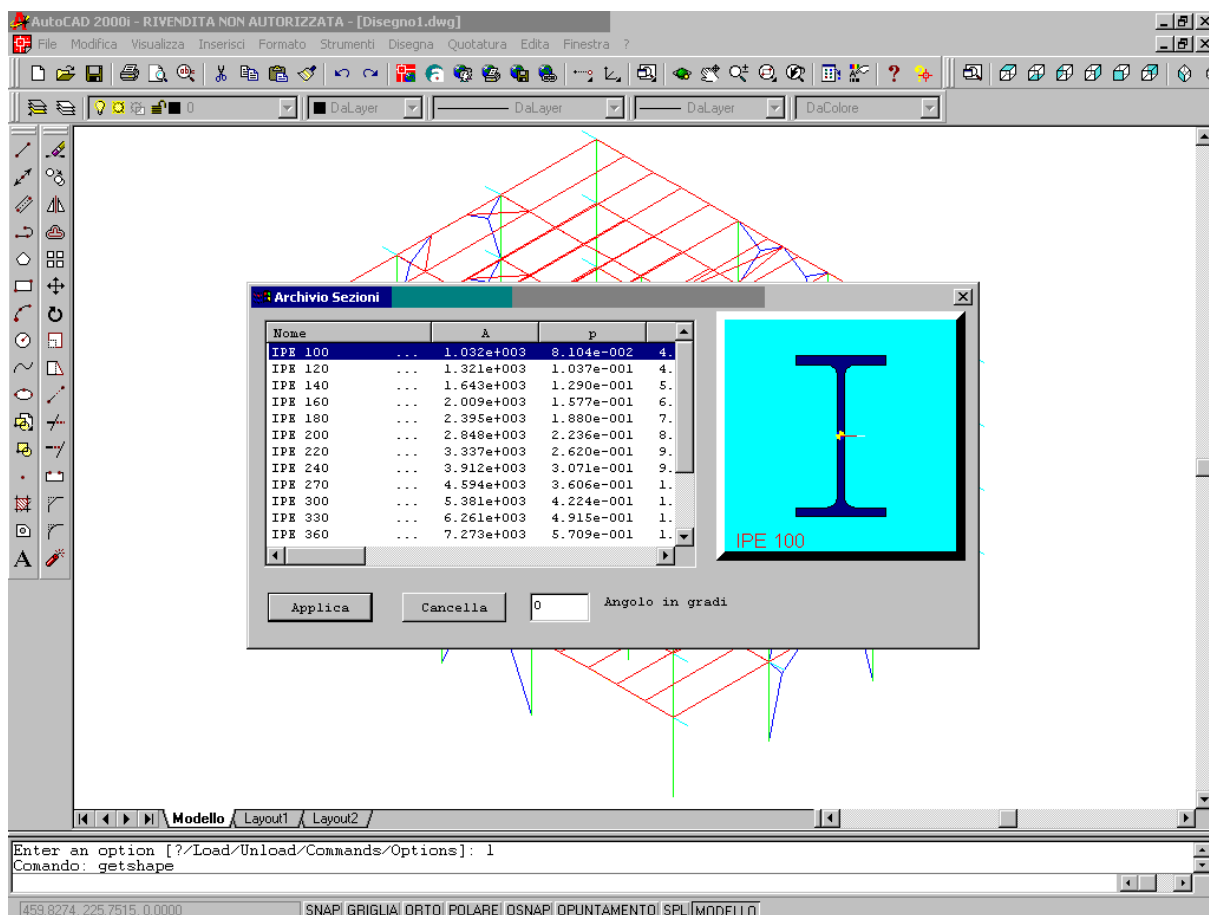 AutoCAD 2000i - RIVENDITA NON AUTORIZZATA - [Disegno1.dwg]
File Modifica Visualizza Inserisci Formato Strumenti Disegna Quotatura Edita Finestra ?
0 DaLayer DaLayer DaLayer DaColore
Archivio Sezioni
Nome A p
IPE 100 ... 1.032e+003 8.104e-002 4.
IPE 120 ... 1.321e+003 1.037e-001 4.
IPE 140 ... 1.643e+003 1.290e-001 5.
IPE 160 ... 2.009e+003 1.577e-001 6.
IPE 180 ... 2.395e+003 1.880e-001 7.
IPE 200 ... 2.848e+003 2.236e-001 8.
IPE 220 ... 3.337e+003 2.620e-001 9.
IPE 240 ... 3.912e+003 3.071e-001 9.
IPE 270 ... 4.594e+003 3.606e-001 1.
IPE 300 ... 5.381e+003 4.224e-001 1.
IPE 330 ... 6.261e+003 4.915e-001 1.
IPE 360 ... 7.273e+003 5.709e-001 1.
IPE 100
Applica Cancella 0 Angolo in gradi
Modello Layout1 Layout2
Enter an option [?/Load/Unload/Commands/Options]: l
Comando: getshape
459.8274, 225.7515, 0.0000 SNAP GRIGLIA ORTO POLARE OSNAP OPUNTAMENTO SPL MODELLO